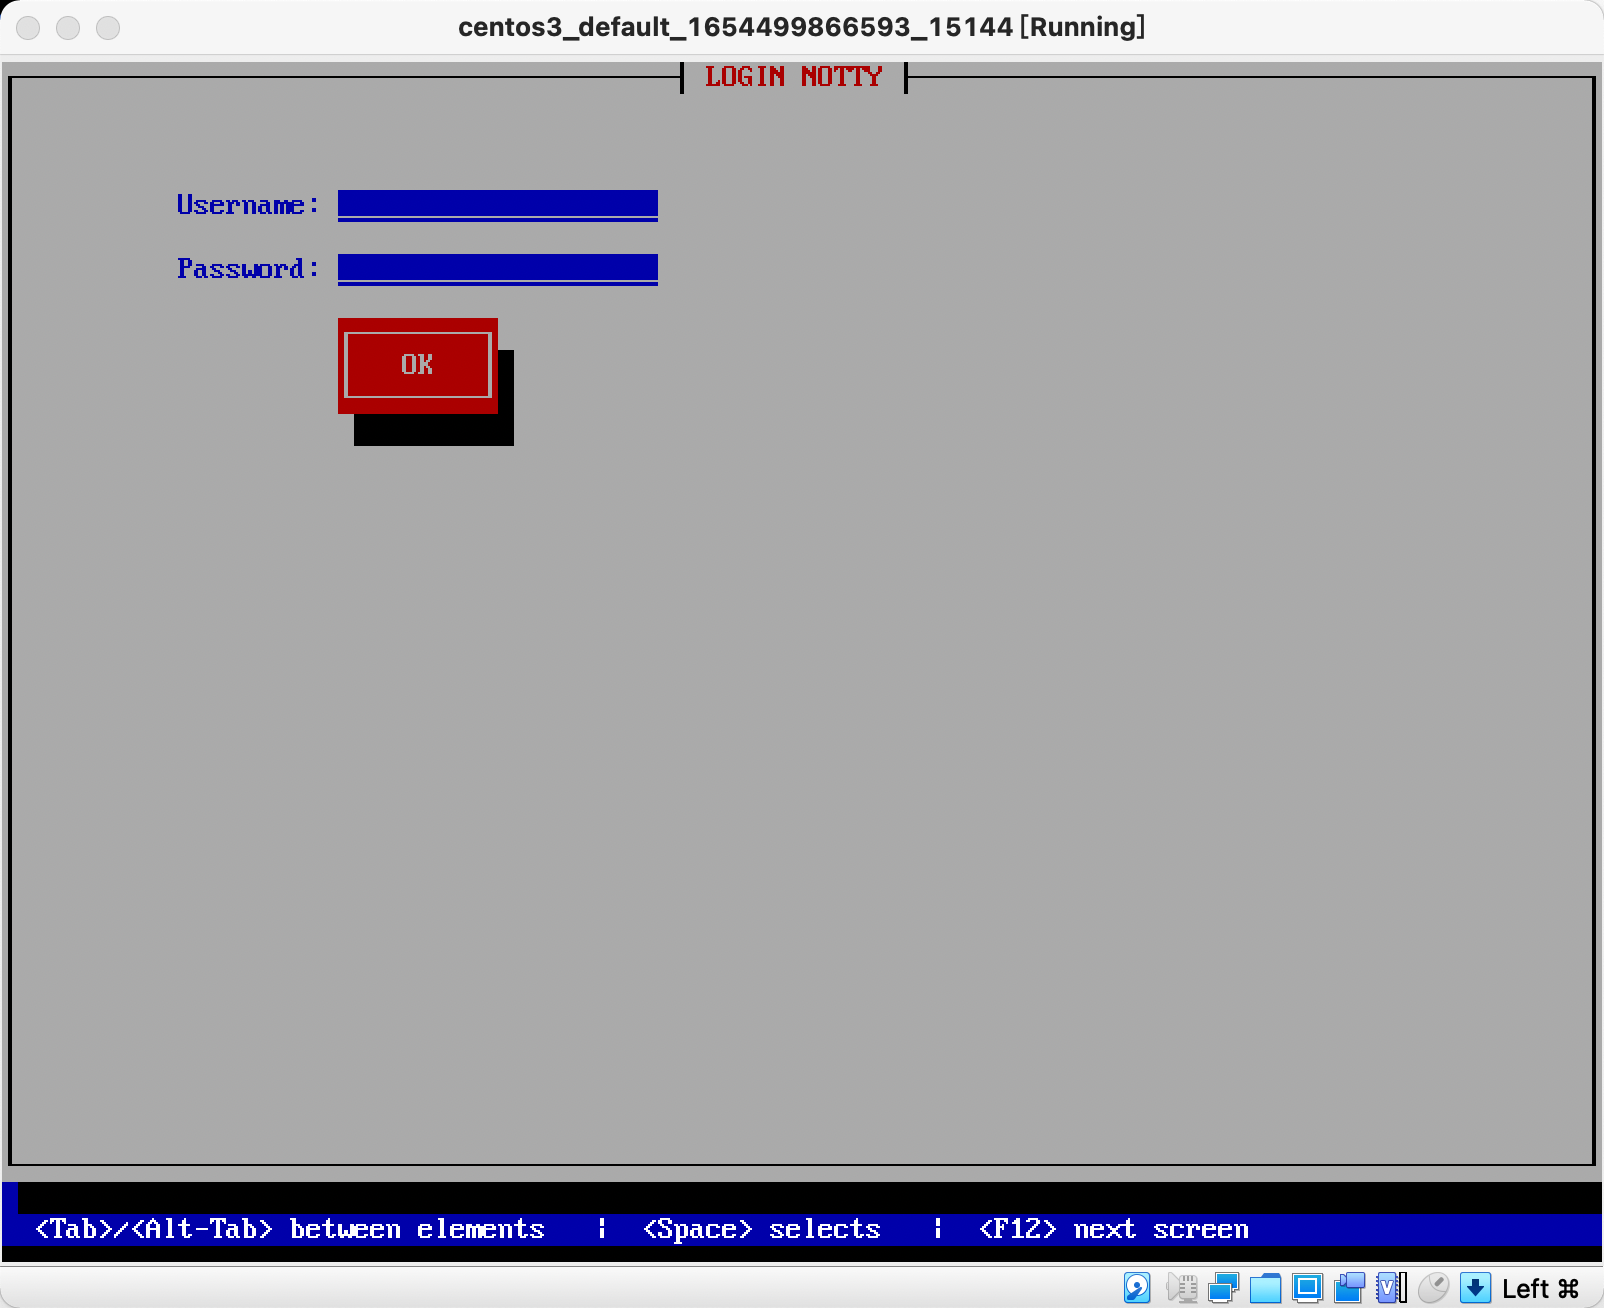 centos3_default_1654499866593_15144 [Running]
LOGIN NOTTY
Username:
Password:
OK
<Tab>/<Alt-Tab> between elements | <Space> selects | <F12> next screen
V
Left ⌘